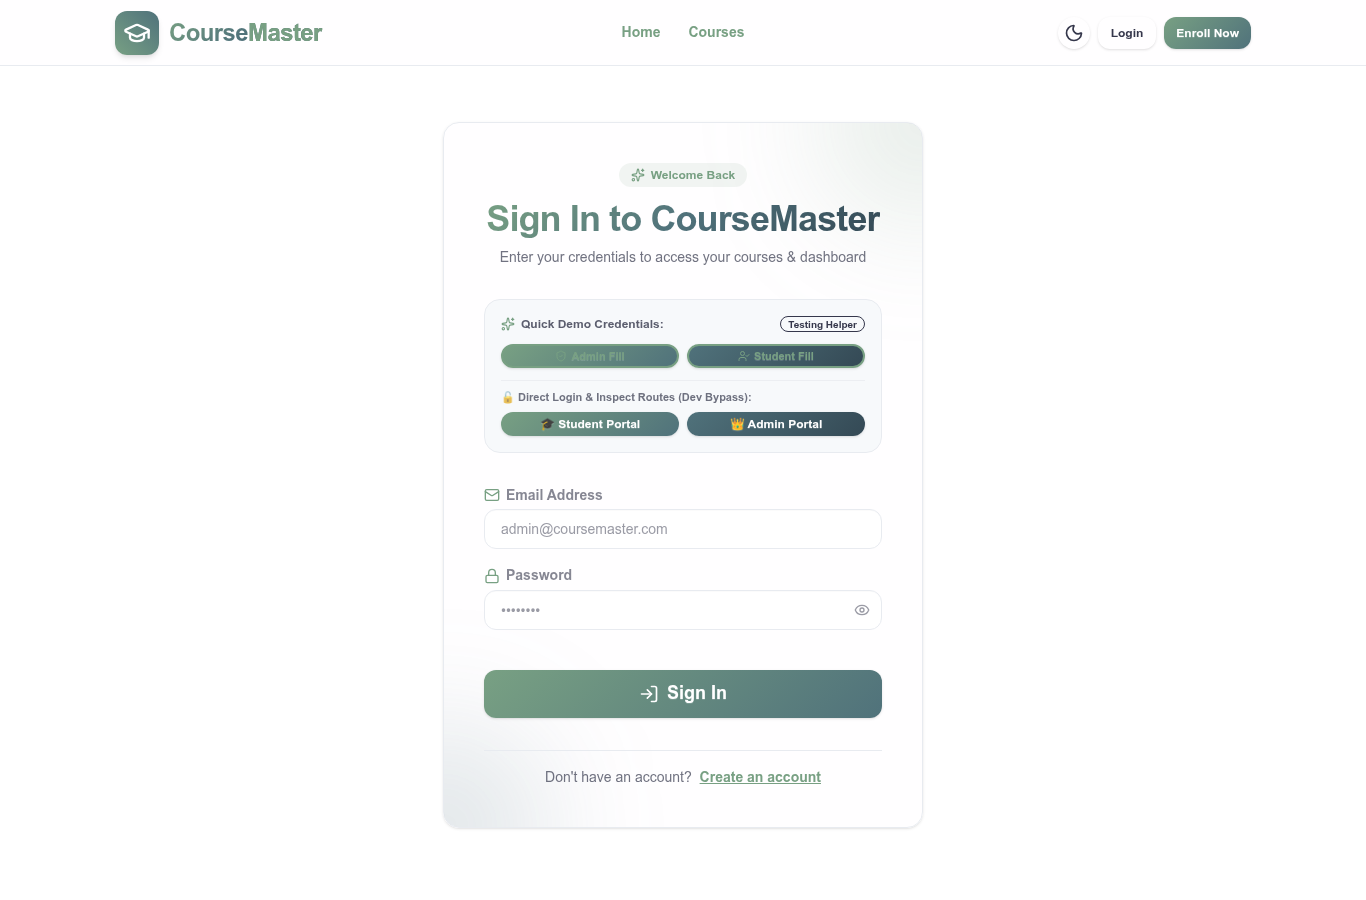 CourseMaster
Home Courses
Login
Enroll Now
Welcome Back
Sign In to CourseMaster
Enter your credentials to access your courses & dashboard
Quick Demo Credentials:
Testing Helper
Admin Fill
Student Fill
🔓 Direct Login & Inspect Routes (Dev Bypass):
🎓 Student Portal
👑 Admin Portal
Email Address
admin@coursemaster.com
Password
••••••••
Sign In
Don't have an account? Create an account